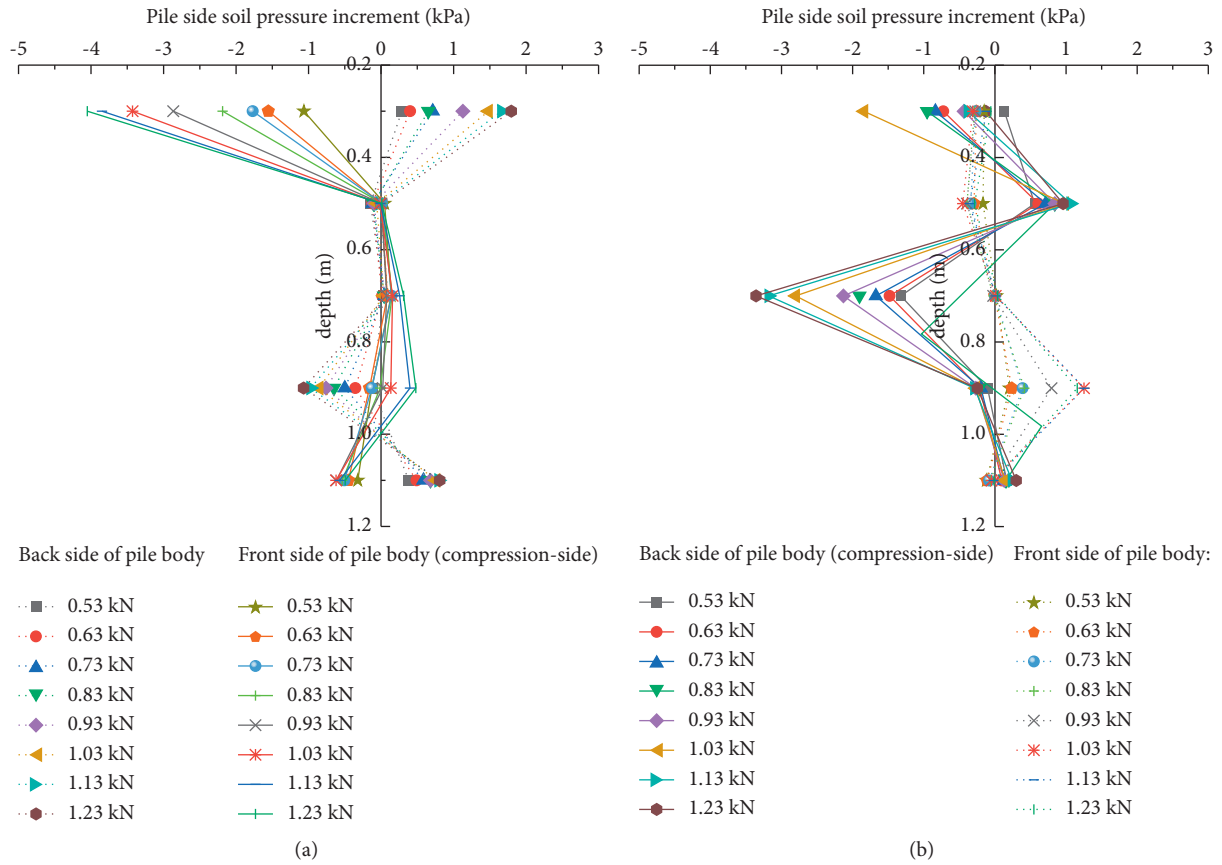 Pile side soil pressure increment (kPa)
-5 -4 -3 -2 -1 0 1 2 3
0.2
0.4
0.6
0.8
1.0
1.2
depth (m)
Back side of pile body
0.53 kN
0.63 kN
0.73 kN
0.83 kN
0.93 kN
1.03 kN
1.13 kN
1.23 kN
Front side of pile body (compression-side)
0.53 kN
0.63 kN
0.73 kN
0.83 kN
0.93 kN
1.03 kN
1.13 kN
1.23 kN
(a)
Pile side soil pressure increment (kPa)
-5 -4 -3 -2 -1 0 1 2 3
0.2
0.4
0.6
0.8
1.0
1.2
depth (m)
Back side of pile body (compression-side)
0.53 kN
0.63 kN
0.73 kN
0.83 kN
0.93 kN
1.03 kN
1.13 kN
1.23 kN
Front side of pile body:
0.53 kN
0.63 kN
0.73 kN
0.83 kN
0.93 kN
1.03 kN
1.13 kN
1.23 kN
(b)